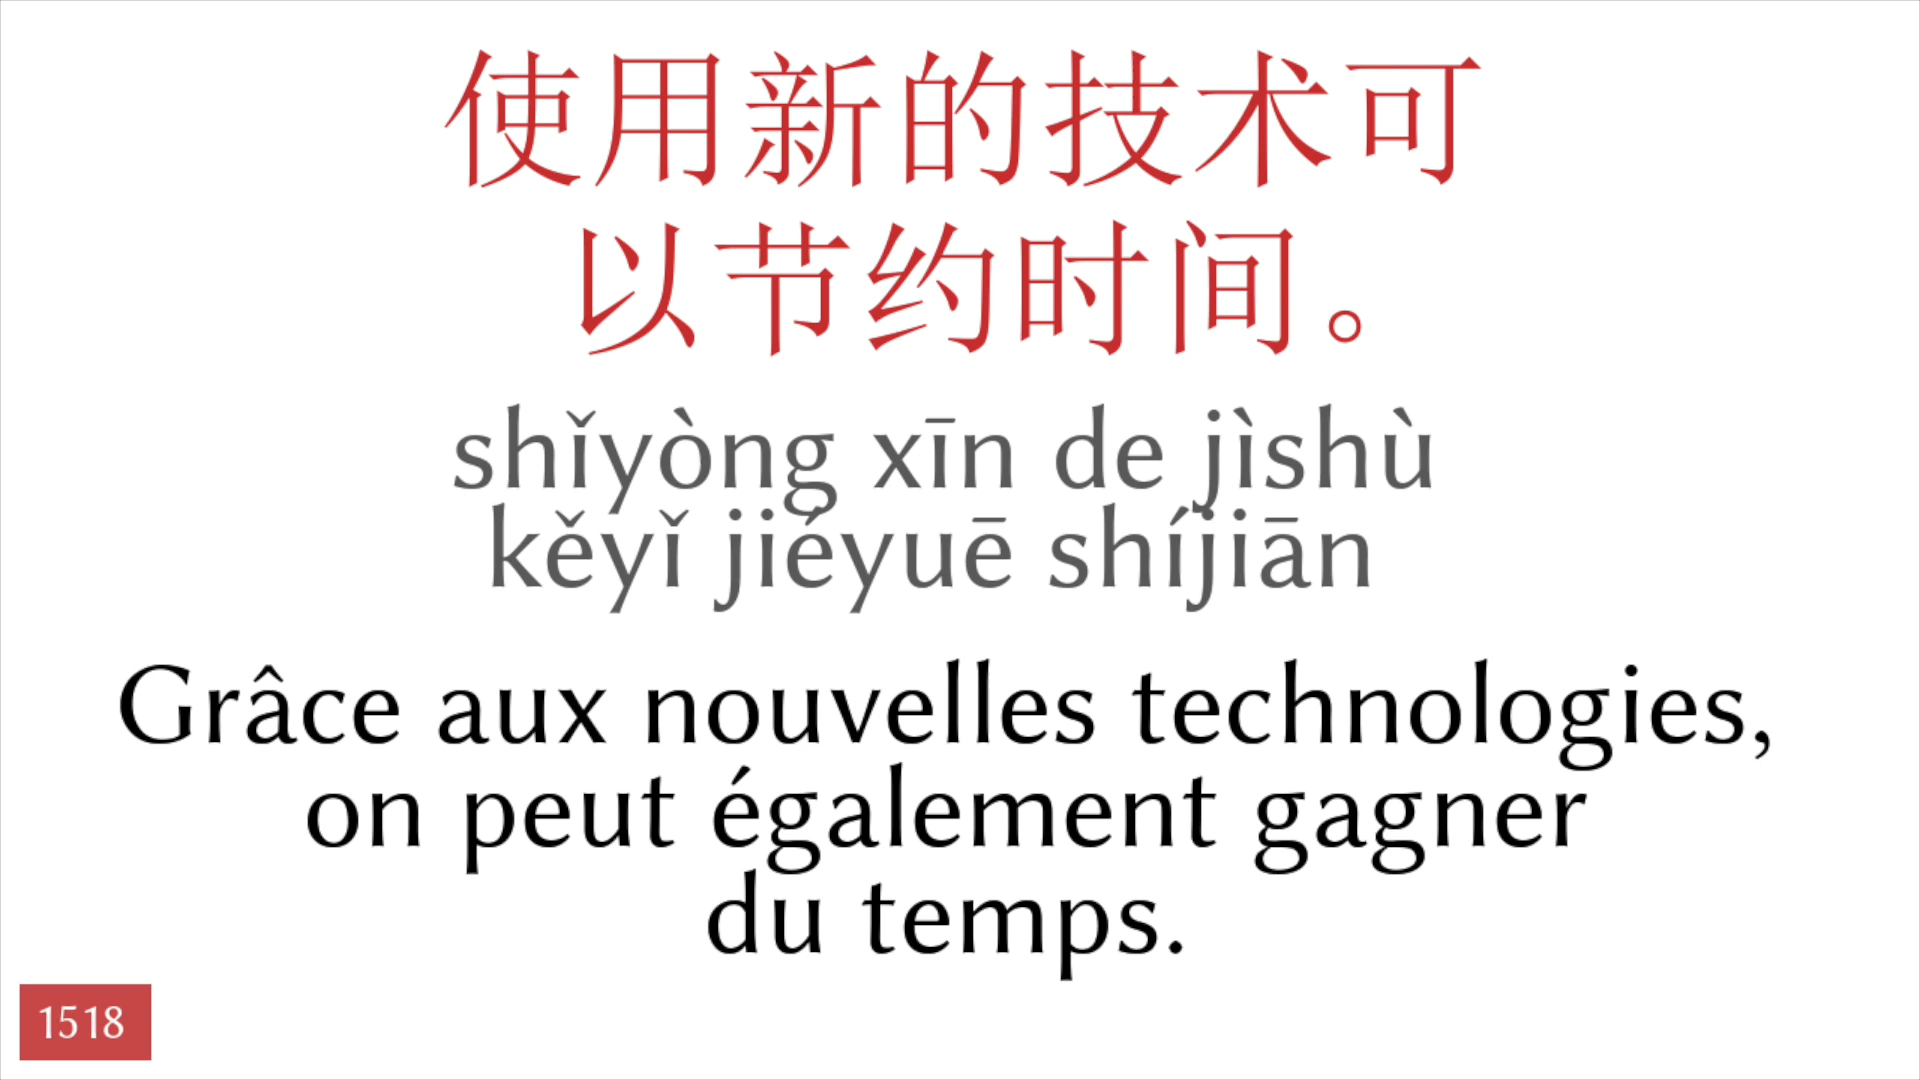 使用新的技术可
以节约时间。
shǐyòng xīn de jìshù
kěyǐ jiéyuē shíjiān
Grâce aux nouvelles technologies,
on peut également gagner
du temps.
1518